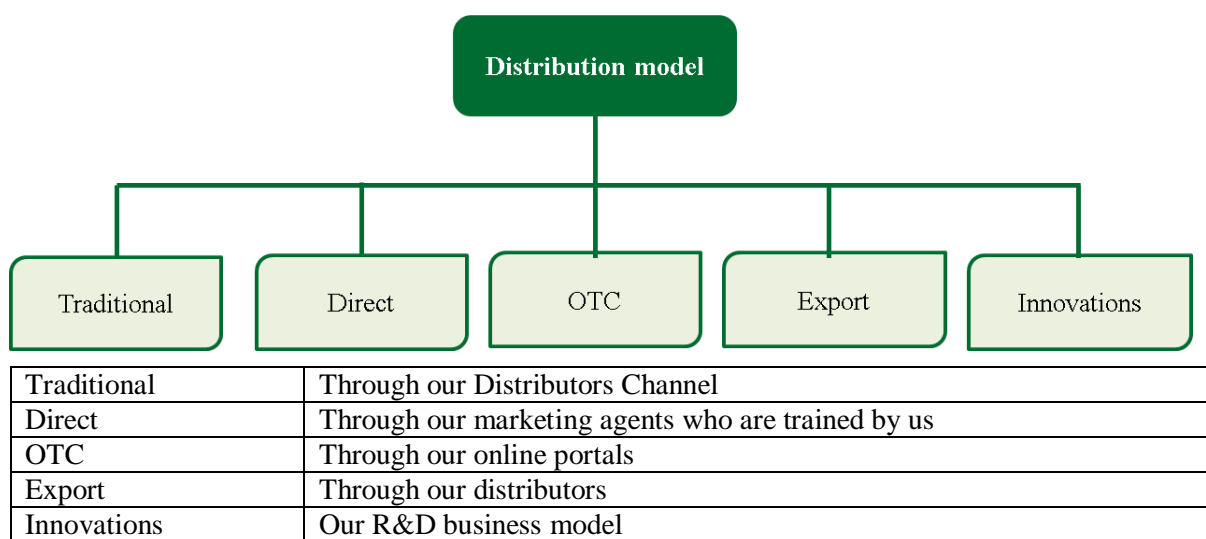 Distribution model
Traditional
Direct
OTC
Export
Innovations
Traditional Through our Distributors Channel
Direct Through our marketing agents who are trained by us
OTC Through our online portals
Export Through our distributors
Innovations Our R&D business model